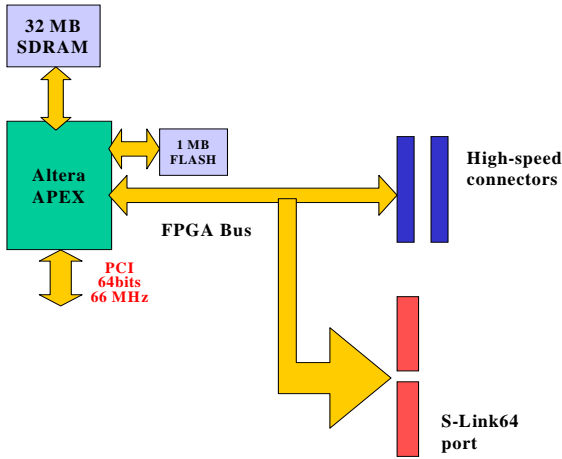 32 MB
SDRAM
1 MB
FLASH
Altera
APEX
High-speed
connectors
FPGA Bus
PCI
64bits
66 MHz
S-Link64
port